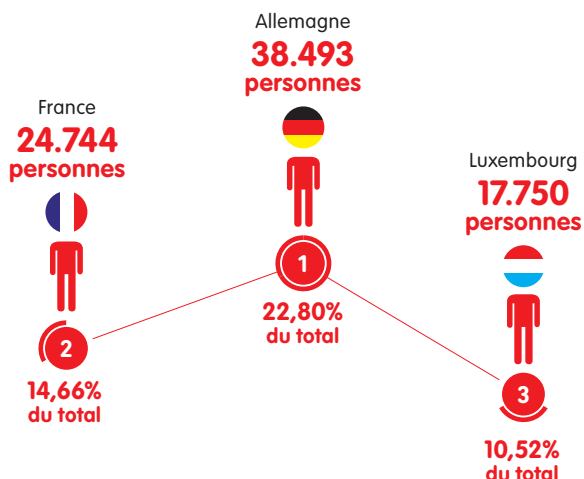 Allemagne
38.493
personnes
1
22,80%
du total
France
24.744
personnes
2
14,66%
du total
Luxembourg
17.750
personnes
3
10,52%
du total